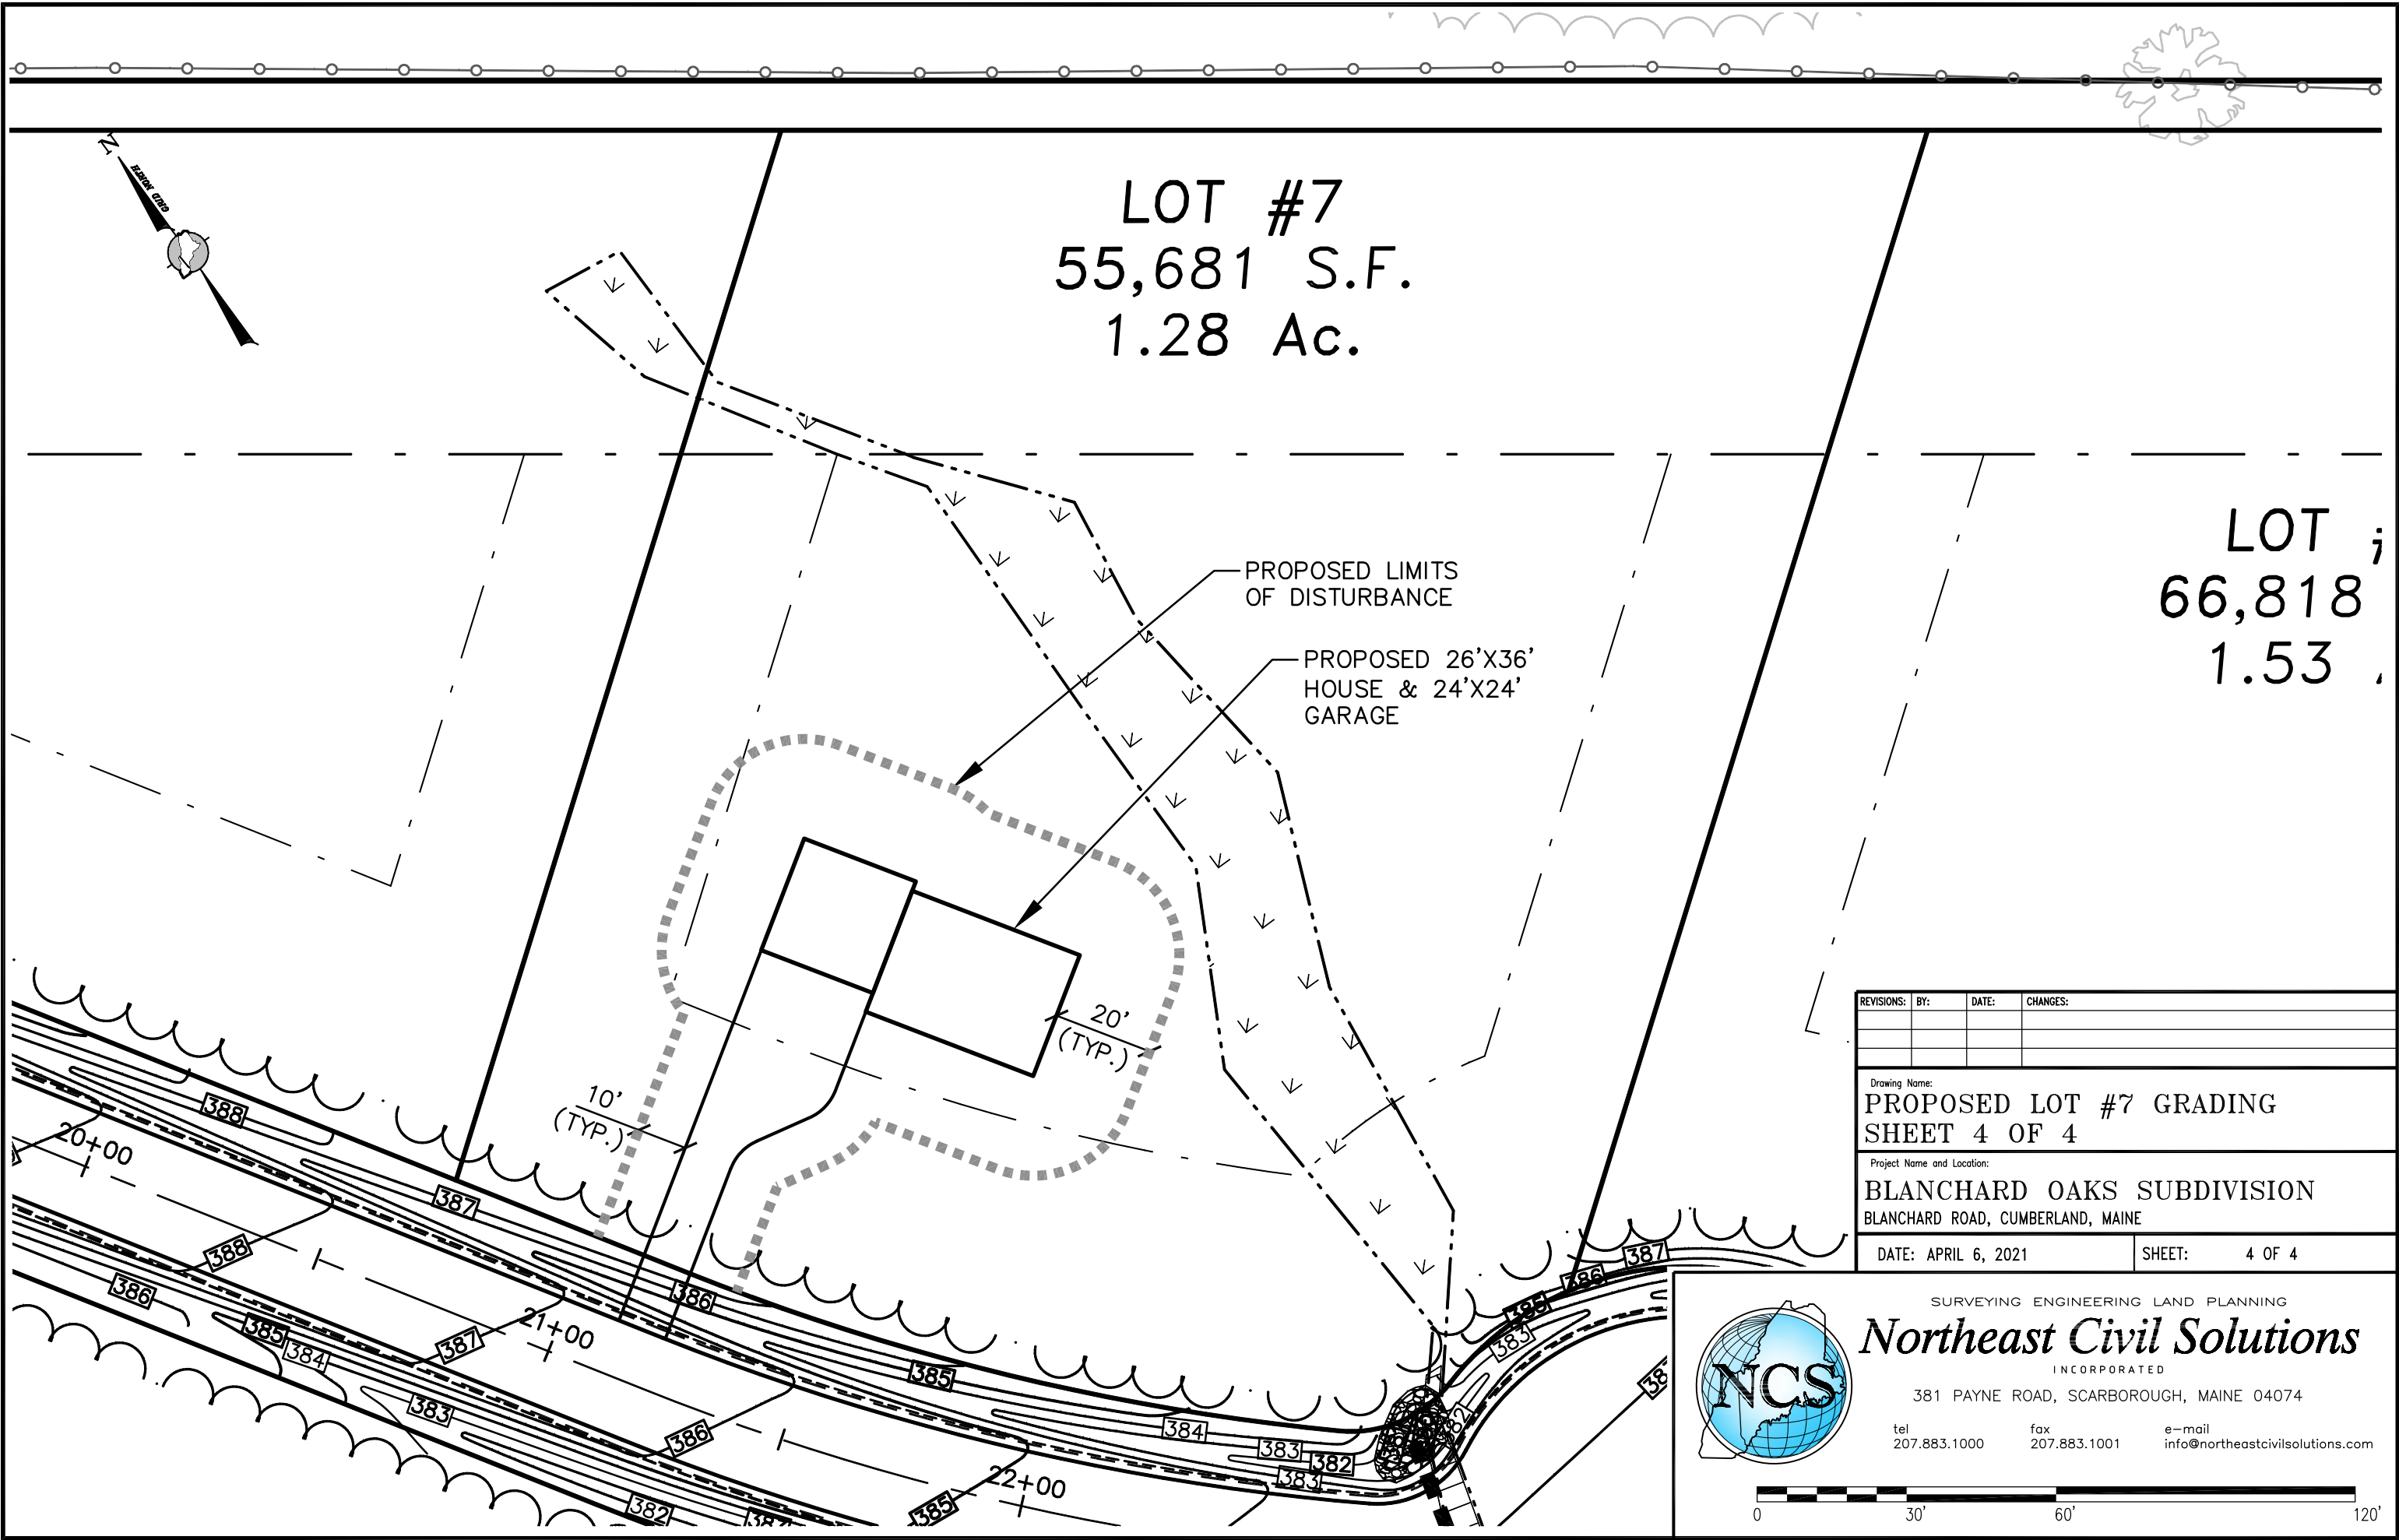 N
GRID NORTH
LOT #7
55,681 S.F.
1.28 Ac.
LOT
66,818
1.53
PROPOSED LIMITS
OF DISTURBANCE
PROPOSED 26'X36'
HOUSE & 24'X24'
GARAGE
20'
(TYP.)
10'
(TYP.)
388
20+00
387
388
386
386
385
384
387
21+00
383
386
385
382
385
22+00
384
383
382
383
382
383
385
386
387
REVISIONS: BY: DATE: CHANGES:
Drawing Name:
PROPOSED LOT #7 GRADING
SHEET 4 OF 4
Project Name and Location:
BLANCHARD OAKS SUBDIVISION
BLANCHARD ROAD, CUMBERLAND, MAINE
DATE: APRIL 6, 2021 SHEET: 4 OF 4
SURVEYING ENGINEERING LAND PLANNING
NCS
Northeast Civil Solutions
INCORPORATED
381 PAYNE ROAD, SCARBOROUGH, MAINE 04074
tel fax e-mail
207.883.1000 207.883.1001 info@northeastcivilsolutions.com
0 30' 60' 120'